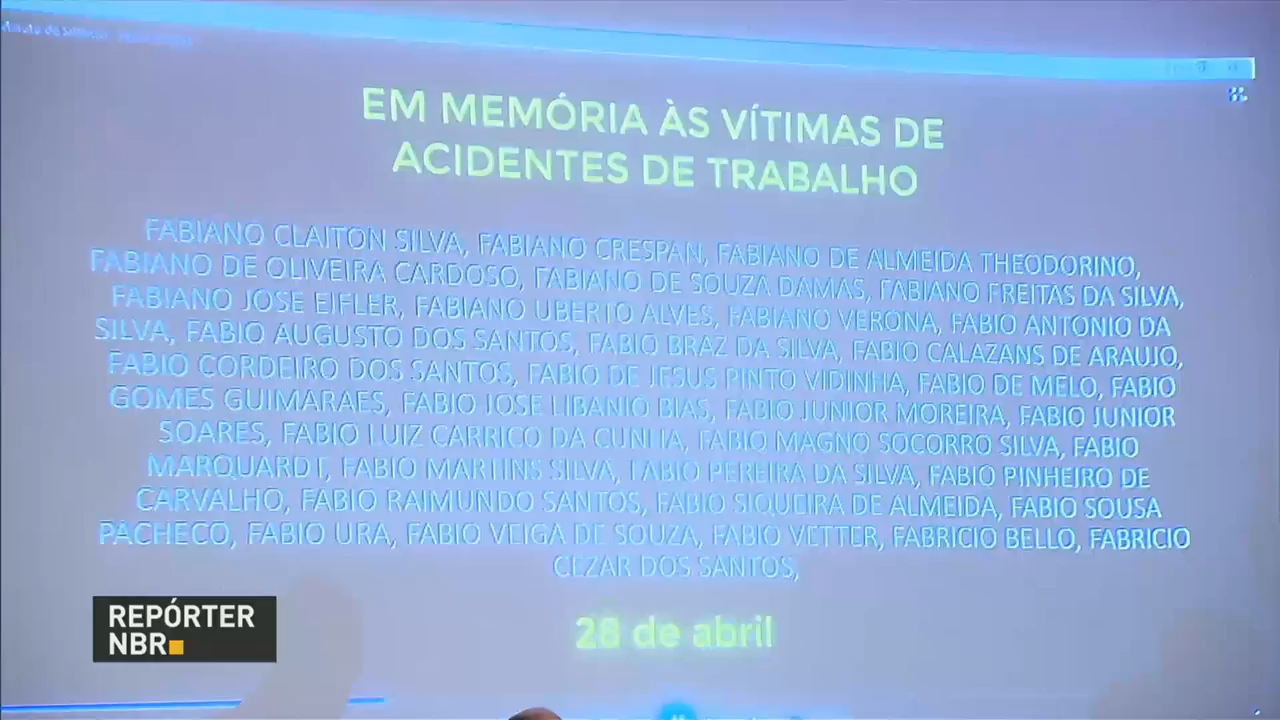 EM MEMÓRIA ÀS VÍTIMAS DE
ACIDENTES DE TRABALHO
FABIANO CLAITON SILVA, FABIANO CRESPAN, FABIANO DE ALMEIDA THEODORINO,
FABIANO DE OLIVEIRA CARDOSO, FABIANO DE SOUZA DAMAS, FABIANO FREITAS DA SILVA,
FABIANO JOSE EIFLER, FABIANO UBERTO ALVES, FABIANO VERONA, FABIO ANTONIO DA
SILVA, FABIO AUGUSTO DOS SANTOS, FABIO BRAZ DA SILVA, FABIO CALAZANS DE ARAUJO,
FABIO CORDEIRO DOS SANTOS, FABIO DE JESUS PINTO VIDINHA, FABIO DE MELO, FABIO
GOMES GUIMARAES, FABIO JOSE LIBANIO BIAS, FABIO JUNIOR MOREIRA, FABIO JUNIOR
SOARES, FABIO LUIZ CARRICO DA CUNHA, FABIO MAGNO SOCORRO SILVA, FABIO
MARQUARDT, FABIO MARTINS SILVA, FABIO PEREIRA DA SILVA, FABIO PINHEIRO DE
CARVALHO, FABIO RAIMUNDO SANTOS, FABIO SIQUEIRA DE ALMEIDA, FABIO SOUSA
PACHECO, FABIO URA, FABIO VEIGA DE SOUZA, FABIO VETTER, FABRICIO BELLO, FABRICIO
CEZAR DOS SANTOS,
28 de abril
REPÓRTER
NBR